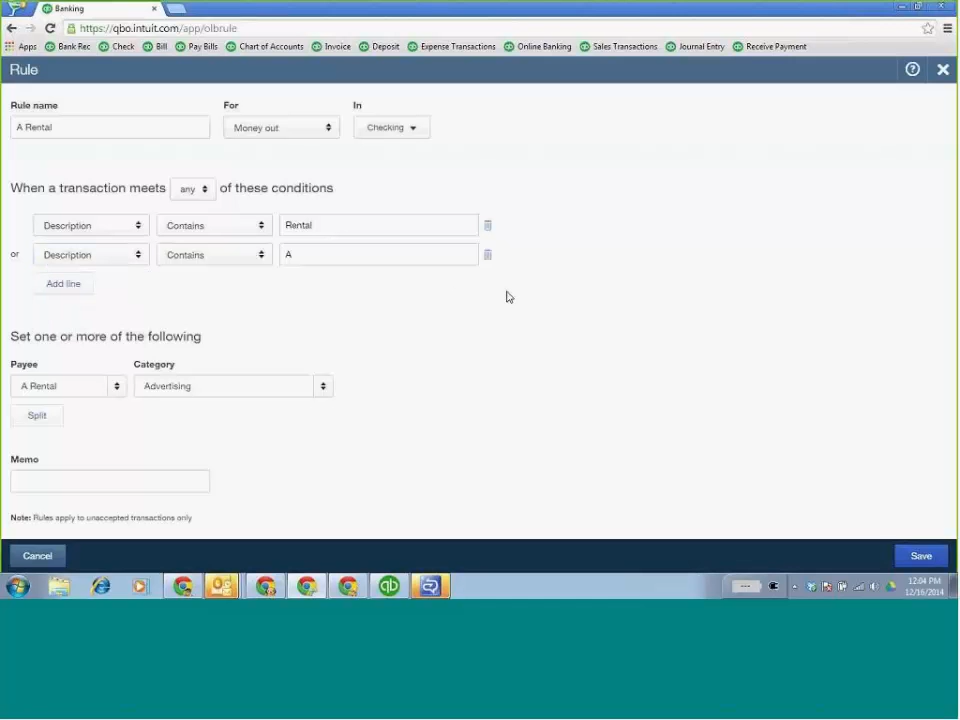 Banking
https://qbo.intuit.com/app/olbrule
Apps Bank Rec Check Bill Pay Bills Chart of Accounts Invoice Deposit Expense Transactions Online Banking Sales Transactions Journal Entry Receive Payment
Rule
Rule name For In
A Rental Money out Checking
When a transaction meets any of these conditions
Description Contains Rental
or Description Contains A
Add line
Set one or more of the following
Payee Category
A Rental Advertising
Split
Memo
Note: Rules apply to unaccepted transactions only
Cancel Save
12:04 PM
12/16/2014